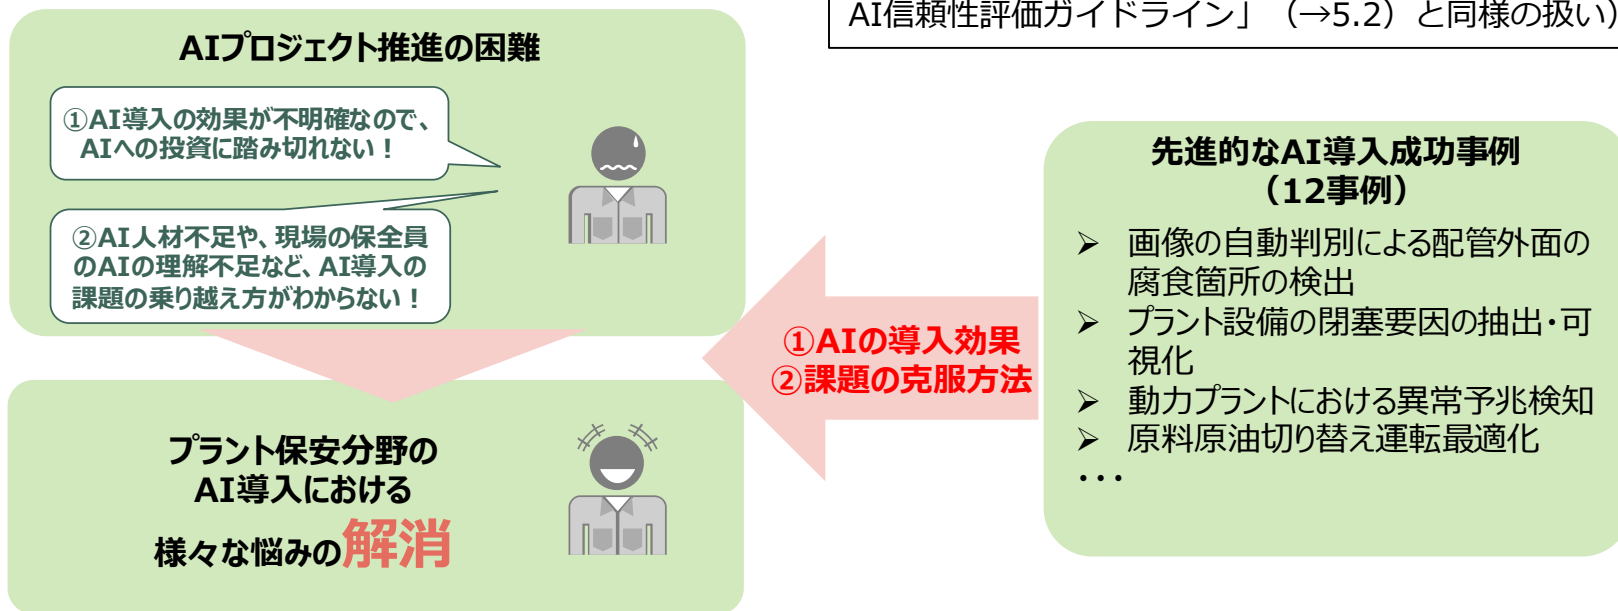 AI信頼性評価ガイドライン」（→5.2）と同様の扱い）
AIプロジェクト推進の困難
①AI導入の効果が不明確なので、
AIへの投資に踏み切れない！
②AI人材不足や、現場の保全員
のAIの理解不足など、AI導入の
課題の乗り越え方がわからない！
プラント保安分野の
AI導入における
様々な悩みの解消
①AIの導入効果
②課題の克服方法
先進的なAI導入成功事例
（12事例）
➢ 画像の自動判別による配管外面の
腐食箇所の検出
➢ プラント設備の閉塞要因の抽出・可
視化
➢ 動力プラントにおける異常予兆検知
➢ 原料原油切り替え運転最適化
・・・